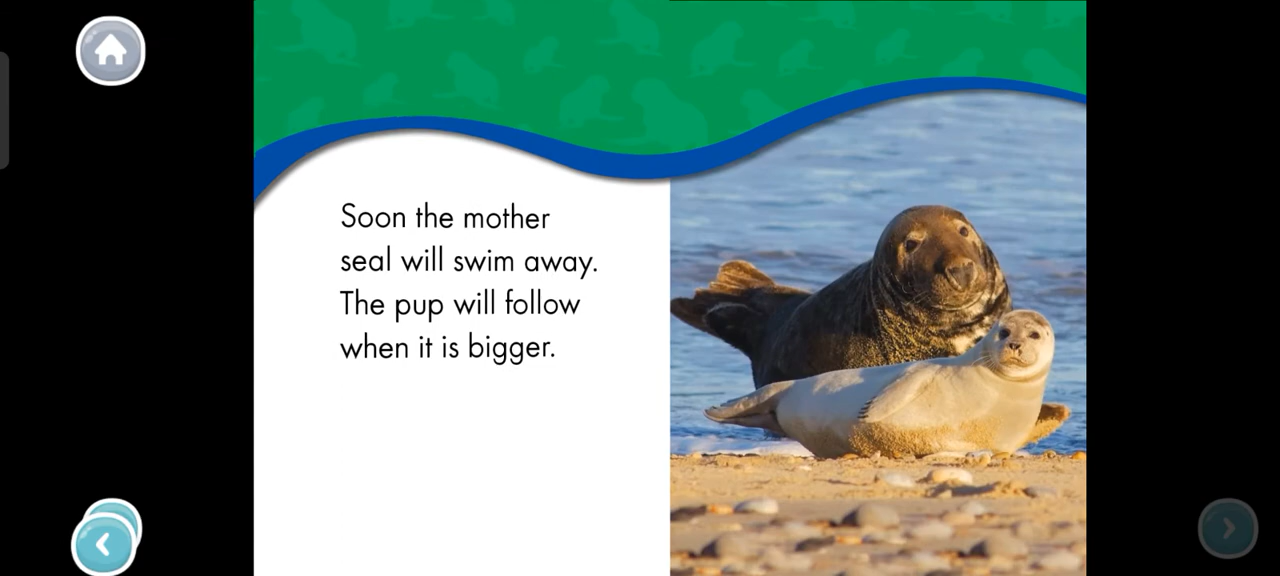 Soon the mother
seal will swim away.
The pup will follow
when it is bigger.